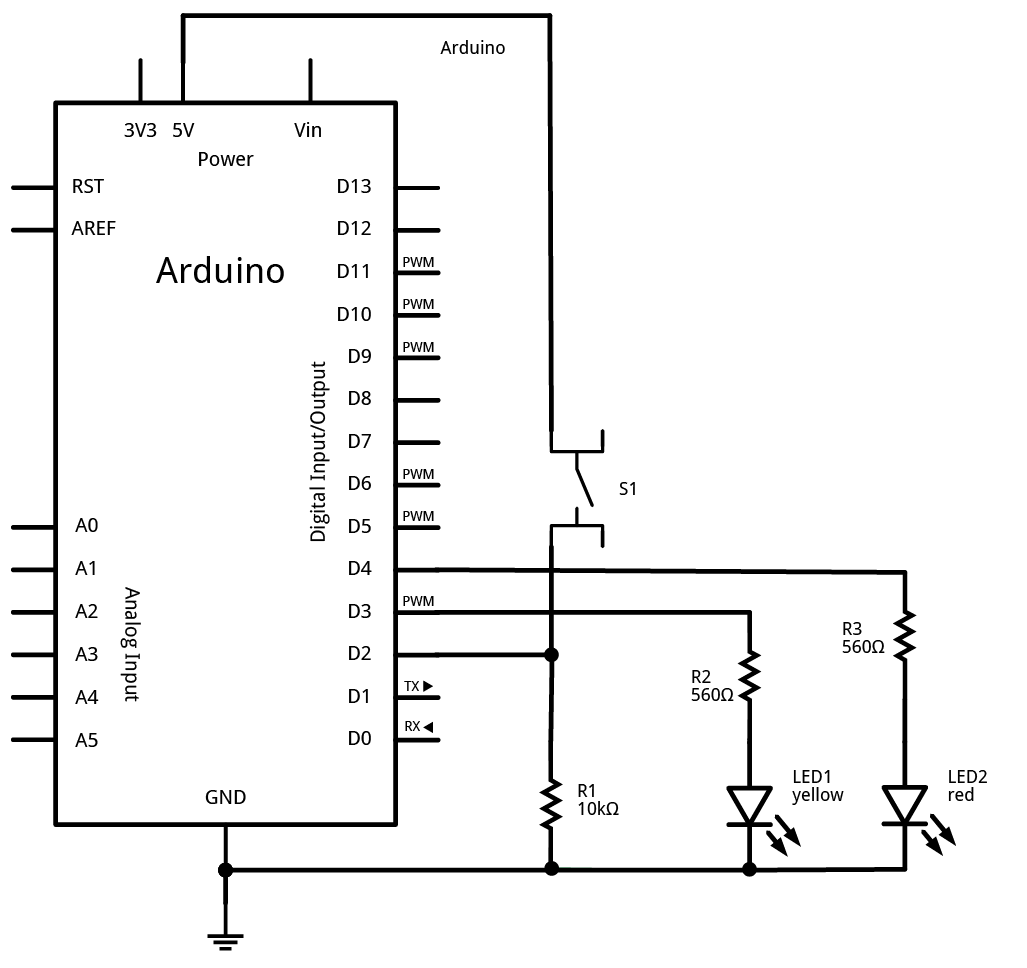 Arduino
3V3 5V Vin
Power
RST
AREF
Arduino
D13
D12
D11 PWM
D10 PWM
D9 PWM
D8
D7
D6 PWM
D5 PWM
D4
D3 PWM
D2
D1 TX
D0 RX
Digital Input/Output
A0
A1
A2
A3
A4
A5
Analog Input
GND
S1
R3
560Ω
R2
560Ω
R1
10kΩ
LED1
yellow
LED2
red